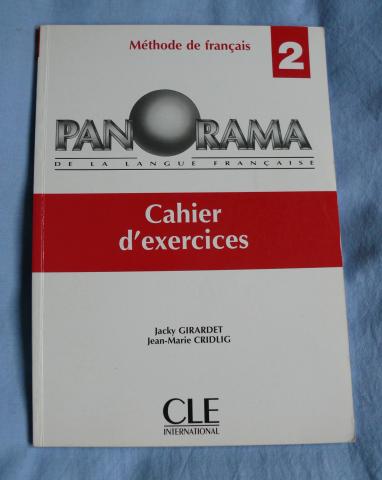 Méthode de français 2
PANORAMA
DE LA LANGUE FRANÇAISE
Cahier
d'exercices
Jacky GIRARDET
Jean-Marie CRIDLIG
CLE
INTERNATIONAL